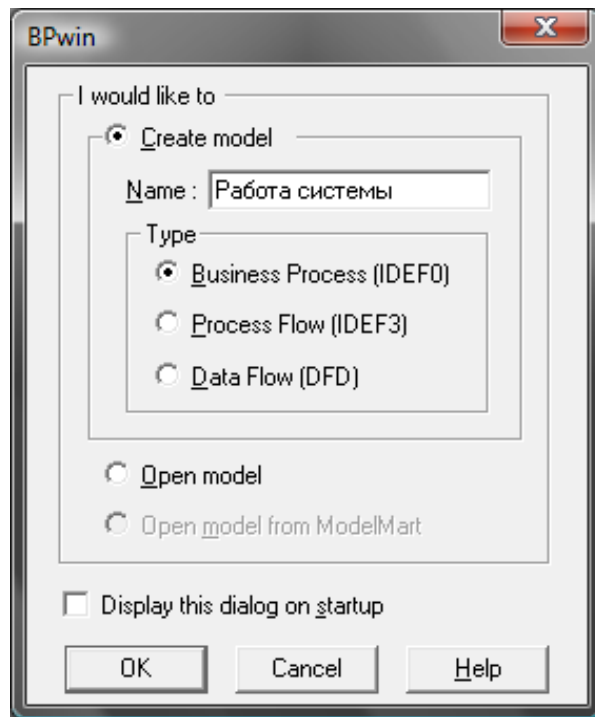 BPwin
I would like to
Create model
Name : Работа системы
Type
Business Process (IDEF0)
Process Flow (IDEF3)
Data Flow (DFD)
Open model
Open model from ModelMart
Display this dialog on startup
OK Cancel Help